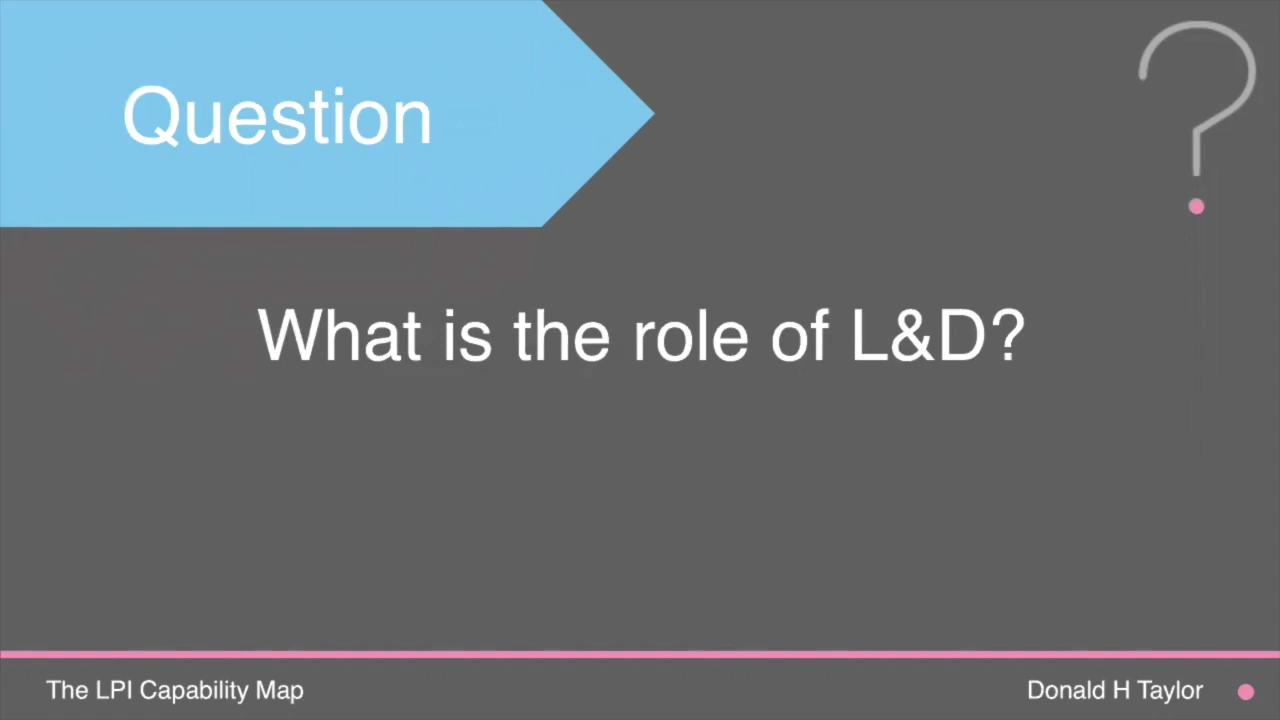 Question
What is the role of L&D?
The LPI Capability Map
Donald H Taylor